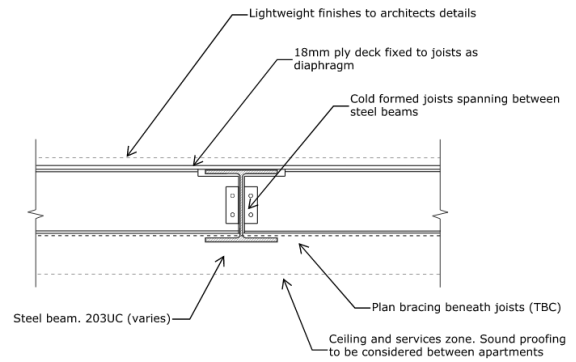 Lightweight finishes to architects details
18mm ply deck fixed to joists as
diaphragm
Cold formed joists spanning between
steel beams
Plan bracing beneath joists (TBC)
Steel beam. 203UC (varies)
Ceiling and services zone. Sound proofing
to be considered between apartments